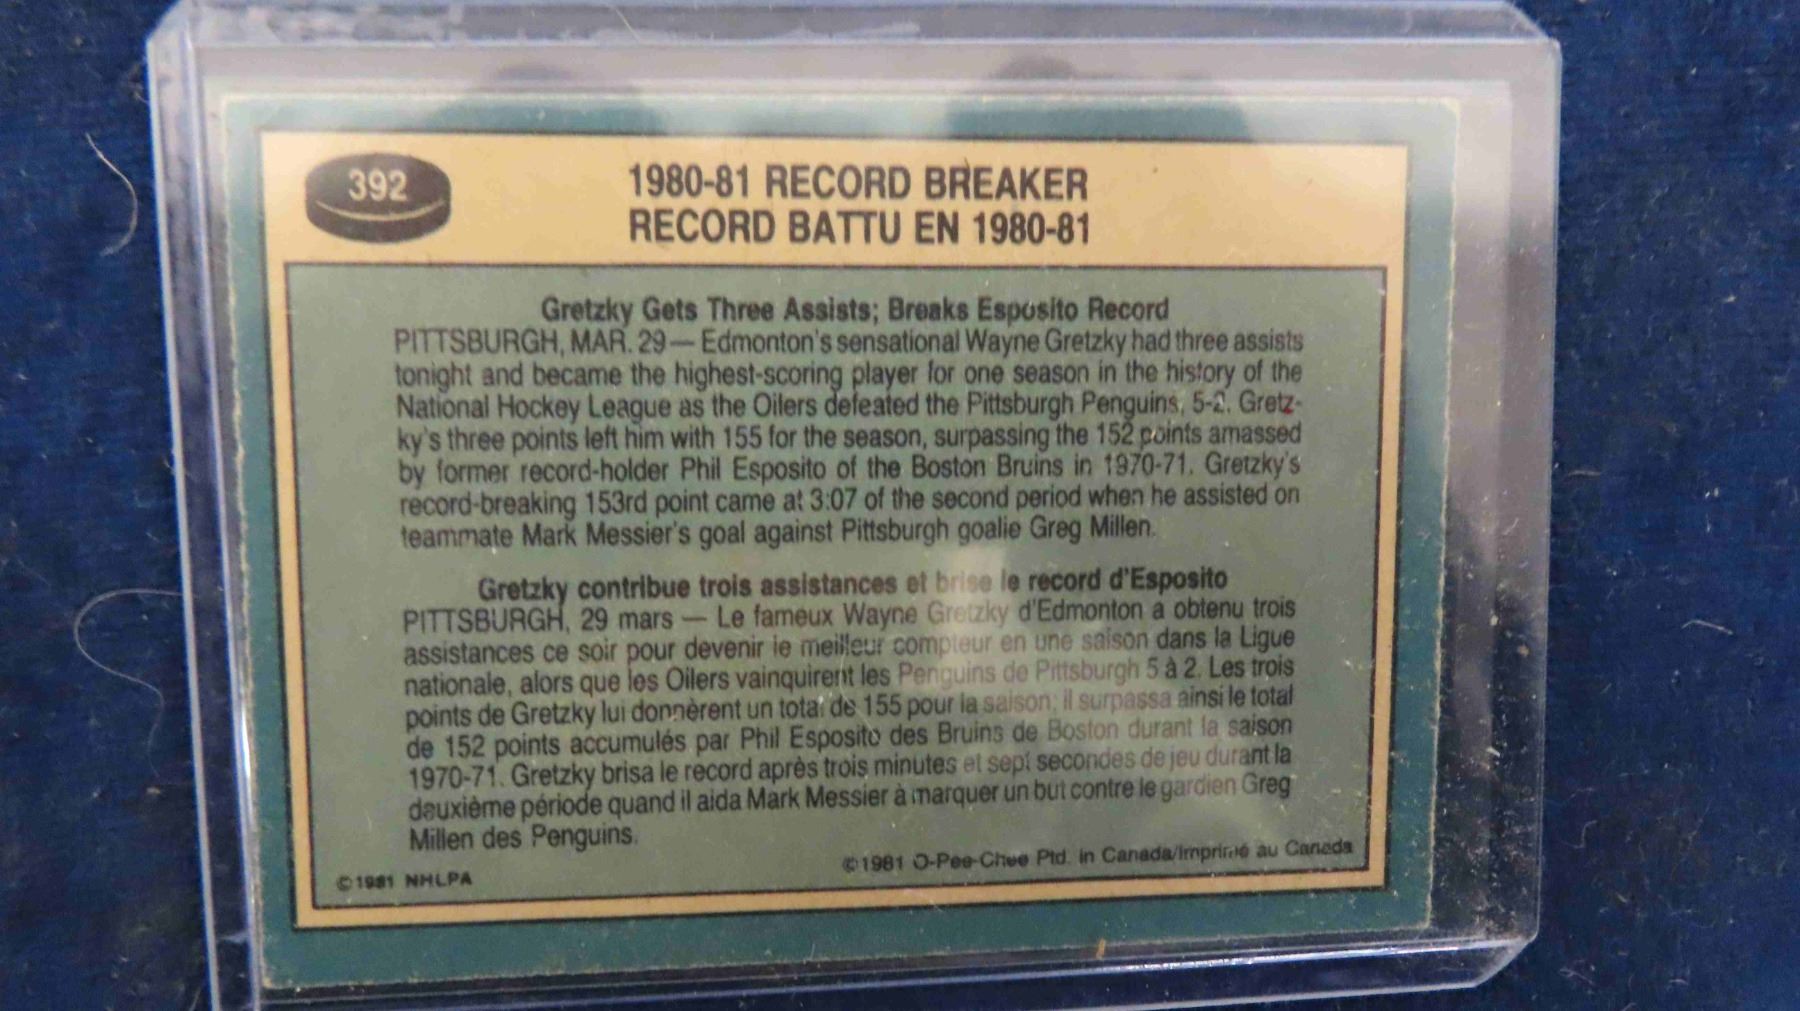 392
1980-81 RECORD BREAKER
RECORD BATTU EN 1980-81
Gretzky Gets Three Assists; Breaks Esposito Record
PITTSBURGH, MAR. 29 — Edmonton's sensational Wayne Gretzky had three assists
tonight and became the highest-scoring player for one season in the history of the
National Hockey League as the Oilers defeated the Pittsburgh Penguins, 5-2. Gretz-
ky's three points left him with 155 for the season, surpassing the 152 points amassed
by former record-holder Phil Esposito of the Boston Bruins in 1970-71. Gretzky's
record-breaking 153rd point came at 3:07 of the second period when he assisted on
teammate Mark Messier's goal against Pittsburgh goalie Greg Millen.
Gretzky contribue trois assistances et brise le record d'Esposito
PITTSBURGH, 29 mars — Le fameux Wayne Gretzky d'Edmonton a obtenu trois
assistances ce soir pour devenir le meilleur compteur en une saison dans la Ligue
nationale, alors que les Oilers vainquirent les Penguins de Pittsburgh 5 à 2. Les trois
points de Gretzky lui donnèrent un total de 155 pour la saison; il surpassa ainsi le total
de 152 points accumulés par Phil Esposito des Bruins de Boston durant la saison
1970-71. Gretzky brisa le record après trois minutes et sept secondes de jeu durant la
deuxième période quand il aida Mark Messier à marquer un but contre le gardien Greg
Millen des Penguins.
©1981 NHLPA
©1981 O-Pee-Chee Ptd. in Canada/Imprimé au Canada